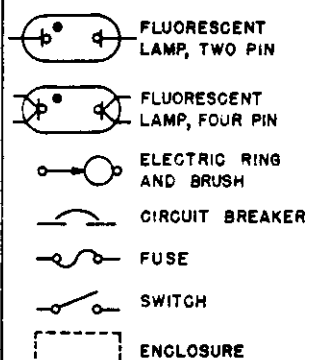 FLUORESCENT
LAMP, TWO PIN
FLUORESCENT
LAMP, FOUR PIN
ELECTRIC RING
AND BRUSH
CIRCUIT BREAKER
FUSE
SWITCH
ENCLOSURE